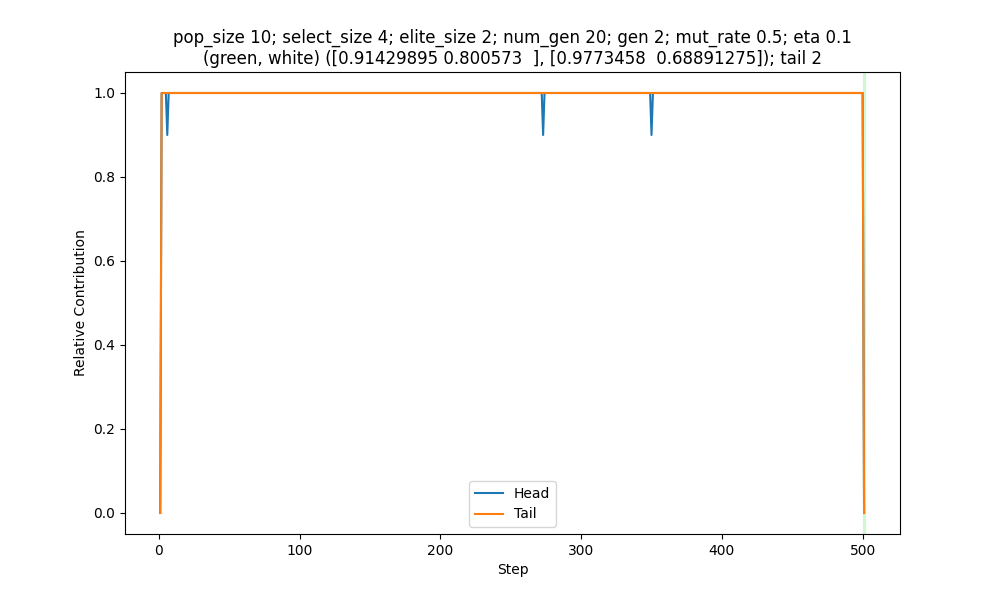 pop_size 10; select_size 4; elite_size 2; num_gen 20; gen 2; mut_rate 0.5; eta 0.1
(green, white) ([0.91429895 0.800573  ], [0.9773458  0.68891275]); tail 2
1.0
0.8
0.6
0.4
0.2
0.0
Relative Contribution
Head
Tail
0 100 200 300 400 500
Step